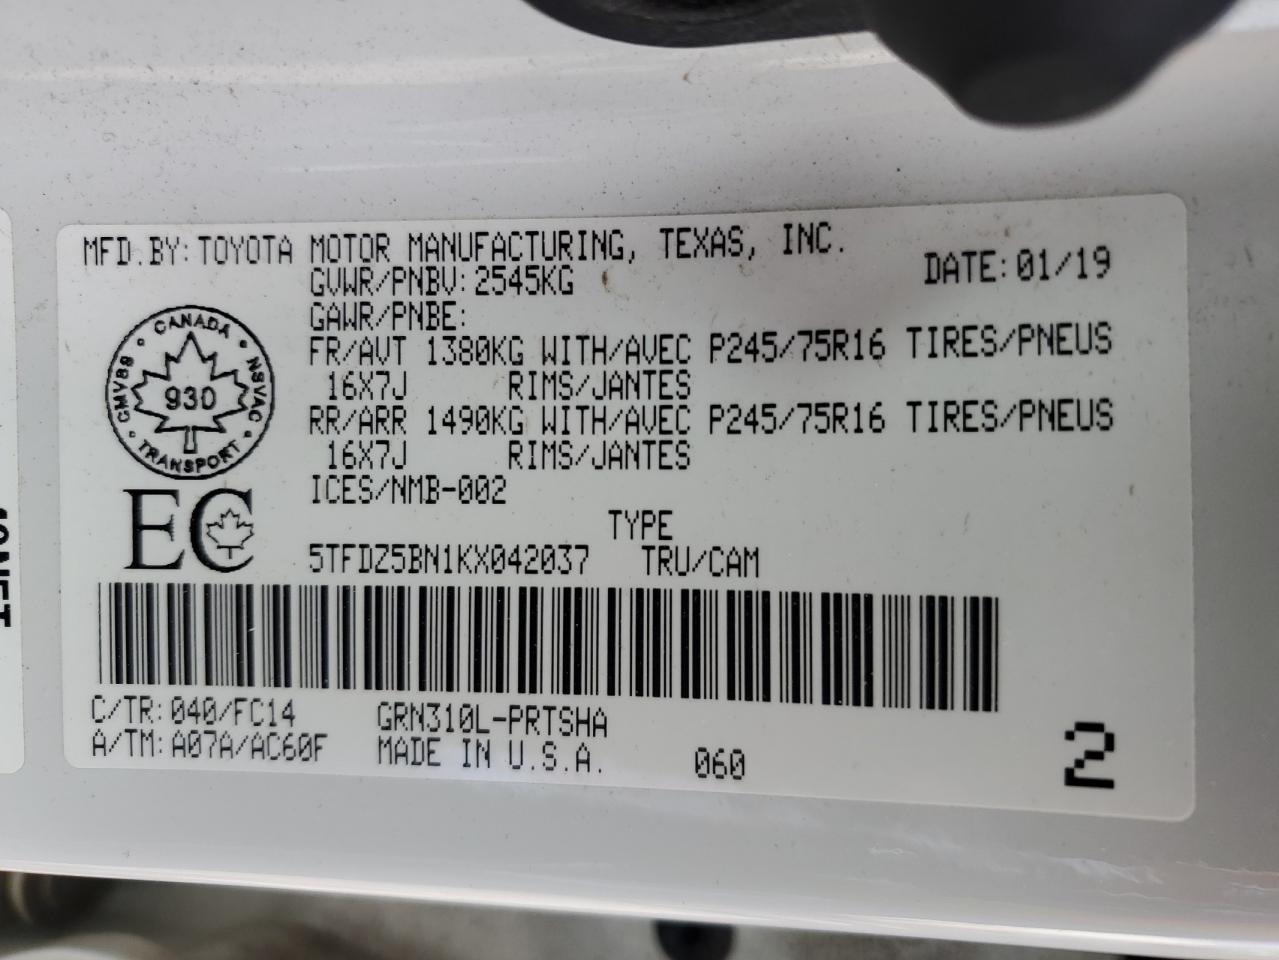 MFD. BY: TOYOTA MOTOR MANUFACTURING, TEXAS, INC.
DATE: 01/19
GVWR/PNBV: 2545KG
GAWR/PNBE:
FR/AVT 1380KG WITH/AVEC P245/75R16 TIRES/PNEUS
16X7J RIMS/JANTES
RR/ARR 1490KG WITH/AVEC P245/75R16 TIRES/PNEUS
16X7J RIMS/JANTES
ICES/NMB-002
CANADA
CMVSS
NSVAC
930
TRANSPORT
EC
TYPE
5TFDZ5BN1KX042037 TRU/CAM
C/TR: 040/FC14 GRN310L-PRTSHA
A/TM: A07A/AC60F MADE IN U.S.A. 060
2